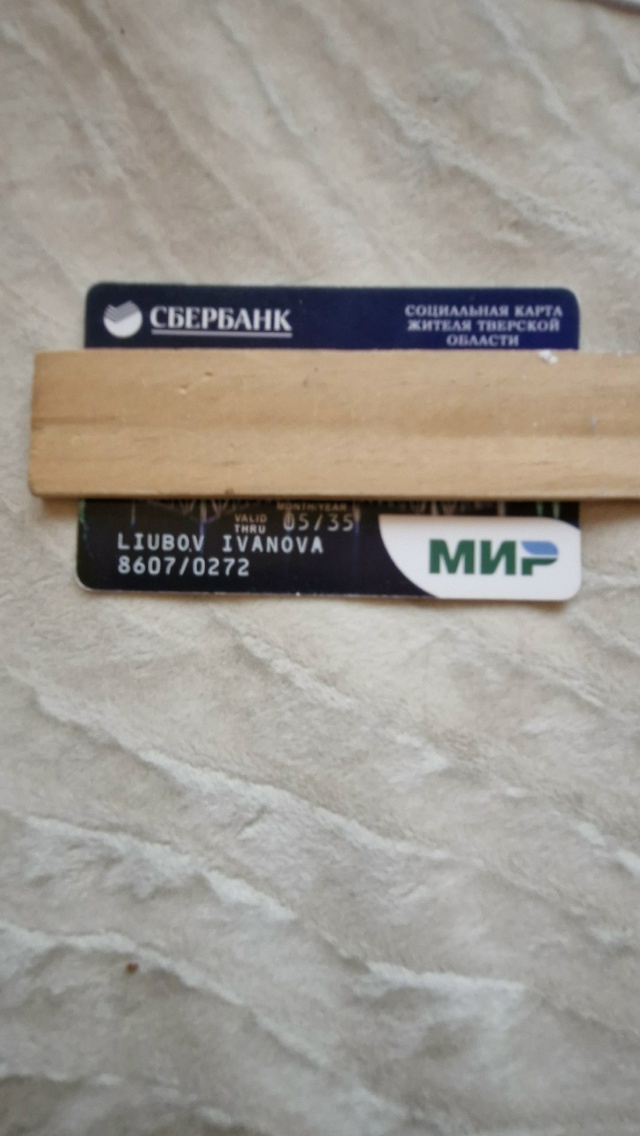 СБЕРБАНК
СОЦИАЛЬНАЯ КАРТА
ЖИТЕЛЯ ТВЕРСКОЙ
ОБЛАСТИ
MONTH/YEAR
VALID
THRU 05/35
LIUBOV IVANOVA
8607/0272
МИР